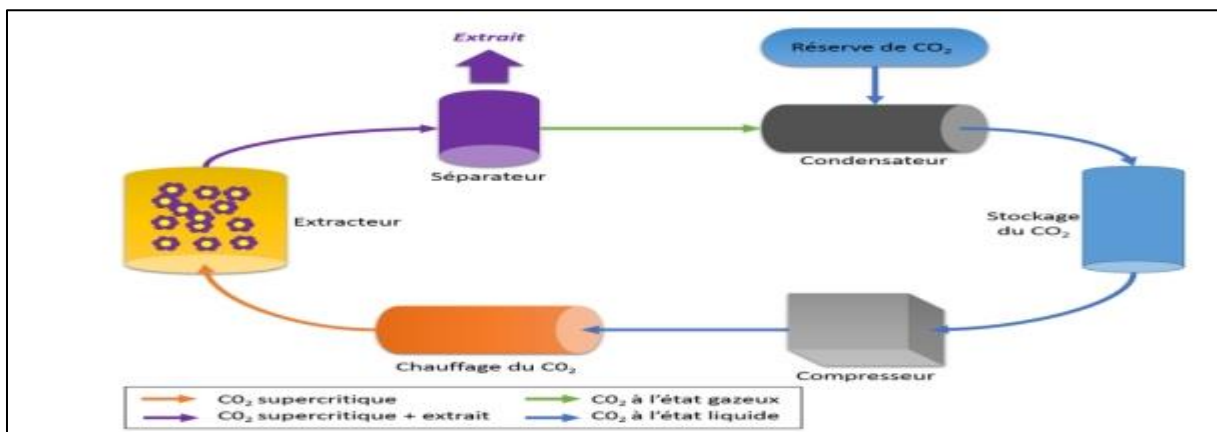 Extrait
Réserve de CO₂
Séparateur
Condensateur
Extracteur
Stockage
du CO₂
Chauffage du CO₂
Compresseur
CO₂ supercritique
CO₂ à l'état gazeux
CO₂ supercritique + extrait
CO₂ à l'état liquide